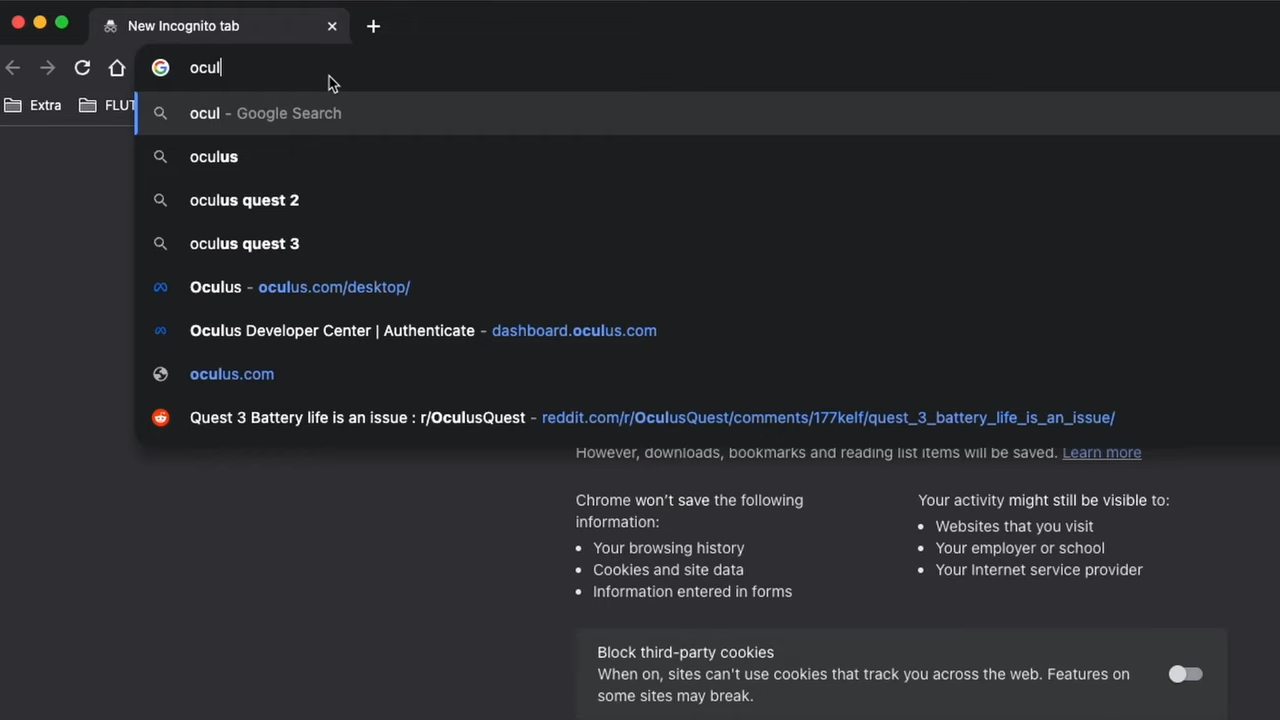 New Incognito tab
ocul
Extra
FLUT
ocul - Google Search
oculus
oculus quest 2
oculus quest 3
Oculus - oculus.com/desktop/
Oculus Developer Center | Authenticate - dashboard.oculus.com
oculus.com
Quest 3 Battery life is an issue : r/OculusQuest - reddit.com/r/OculusQuest/comments/177kelf/quest_3_battery_life_is_an_issue/
However, downloads, bookmarks and reading list items will be saved. Learn more
Chrome won't save the following
information:
• Your browsing history
• Cookies and site data
• Information entered in forms
Your activity might still be visible to:
• Websites that you visit
• Your employer or school
• Your Internet service provider
Block third-party cookies
When on, sites can't use cookies that track you across the web. Features on
some sites may break.